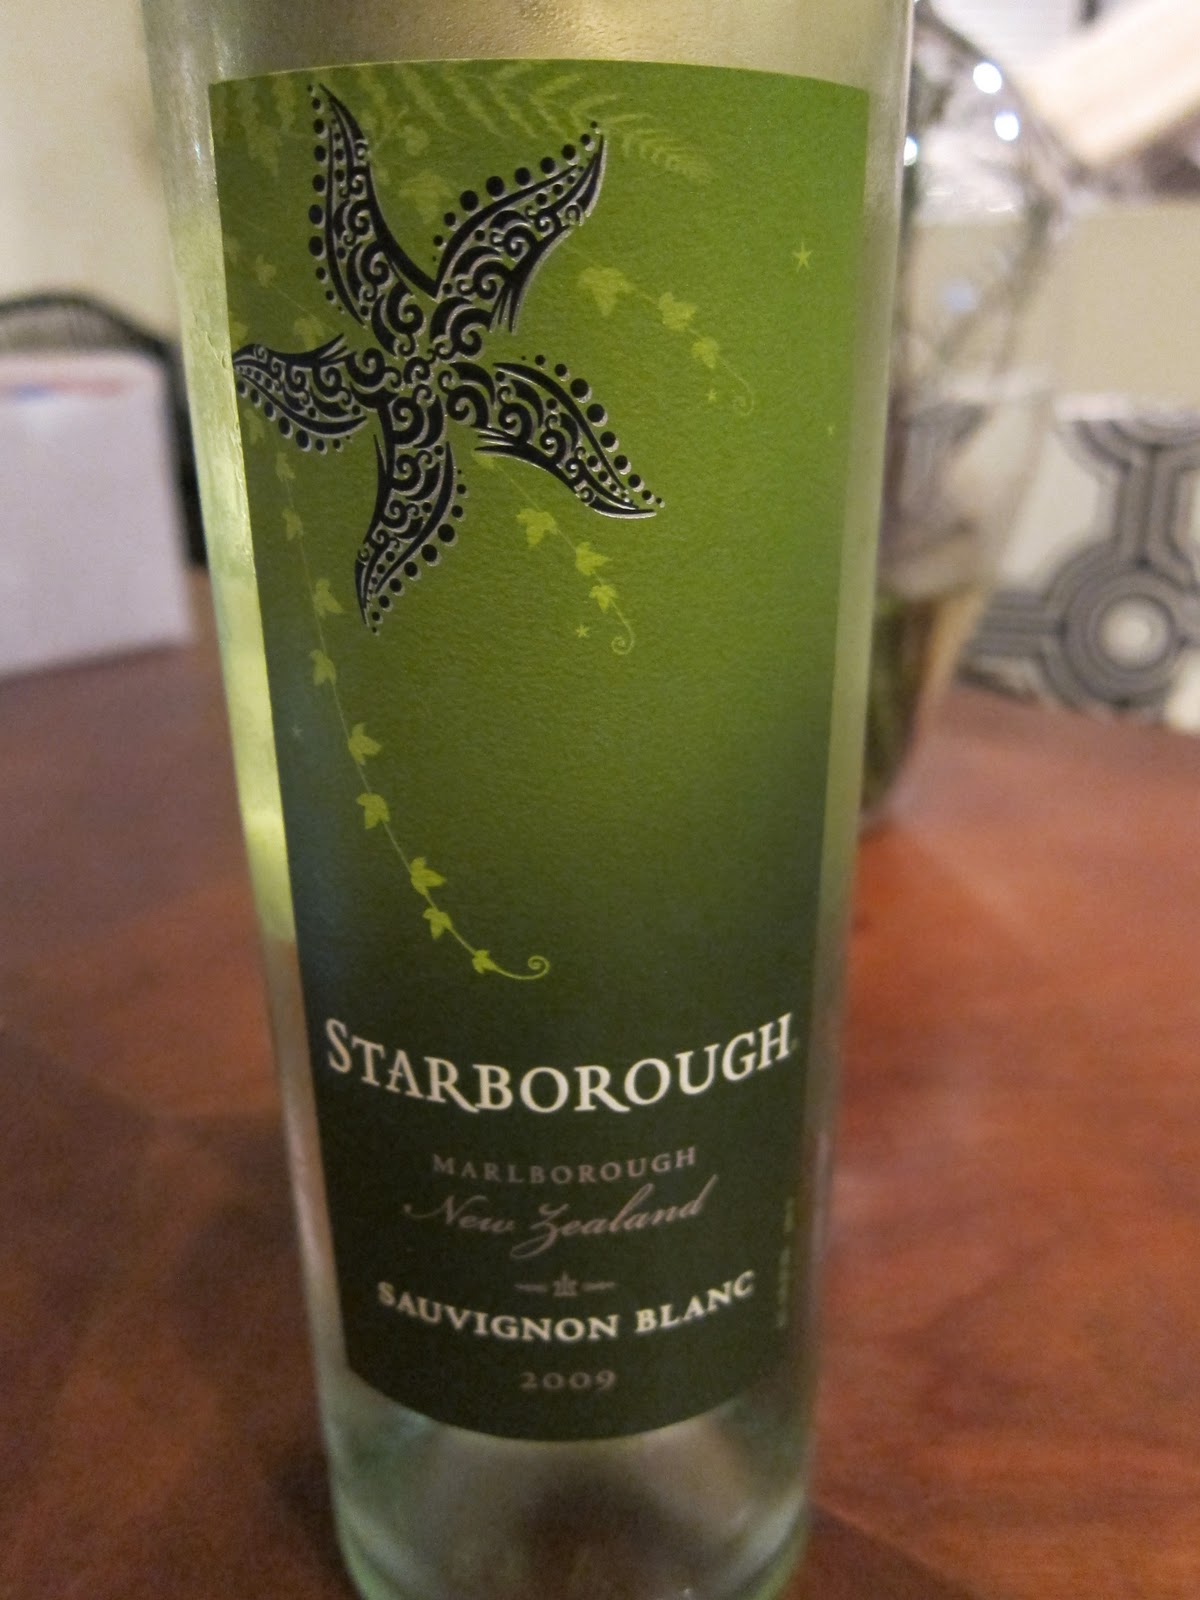 STARBOROUGH
MARLBOROUGH
New Zealand
SAUVIGNON BLANC
2009